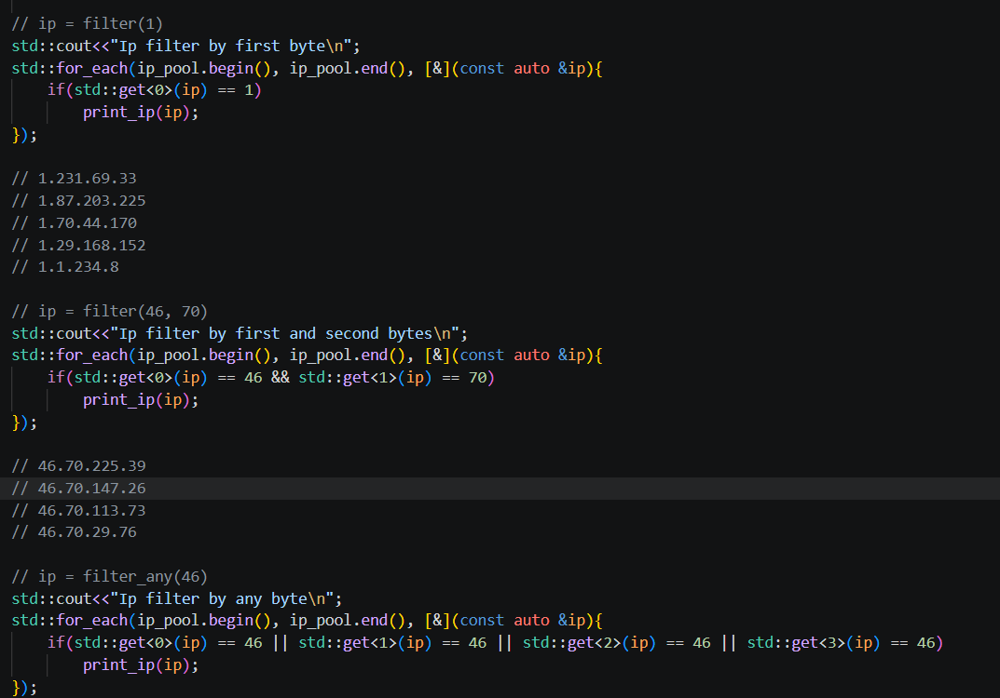 // ip = filter(1)
std::cout<<"Ip filter by first byte\n";
std::for_each(ip_pool.begin(), ip_pool.end(), [&](const auto &ip){
    if(std::get<0>(ip) == 1)
        print_ip(ip);
});

// 1.231.69.33
// 1.87.203.225
// 1.70.44.170
// 1.29.168.152
// 1.1.234.8

// ip = filter(46, 70)
std::cout<<"Ip filter by first and second bytes\n";
std::for_each(ip_pool.begin(), ip_pool.end(), [&](const auto &ip){
    if(std::get<0>(ip) == 46 && std::get<1>(ip) == 70)
        print_ip(ip);
});

// 46.70.225.39
// 46.70.147.26
// 46.70.113.73
// 46.70.29.76

// ip = filter_any(46)
std::cout<<"Ip filter by any byte\n";
std::for_each(ip_pool.begin(), ip_pool.end(), [&](const auto &ip){
    if(std::get<0>(ip) == 46 || std::get<1>(ip) == 46 || std::get<2>(ip) == 46 || std::get<3>(ip) == 46)
        print_ip(ip);
});